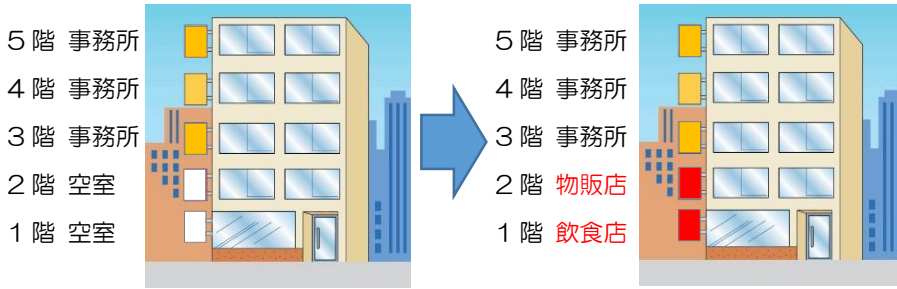 5階 事務所
4階 事務所
3階 事務所
2階 空室
1階 空室
5階 事務所
4階 事務所
3階 事務所
2階 物販店
1階 飲食店